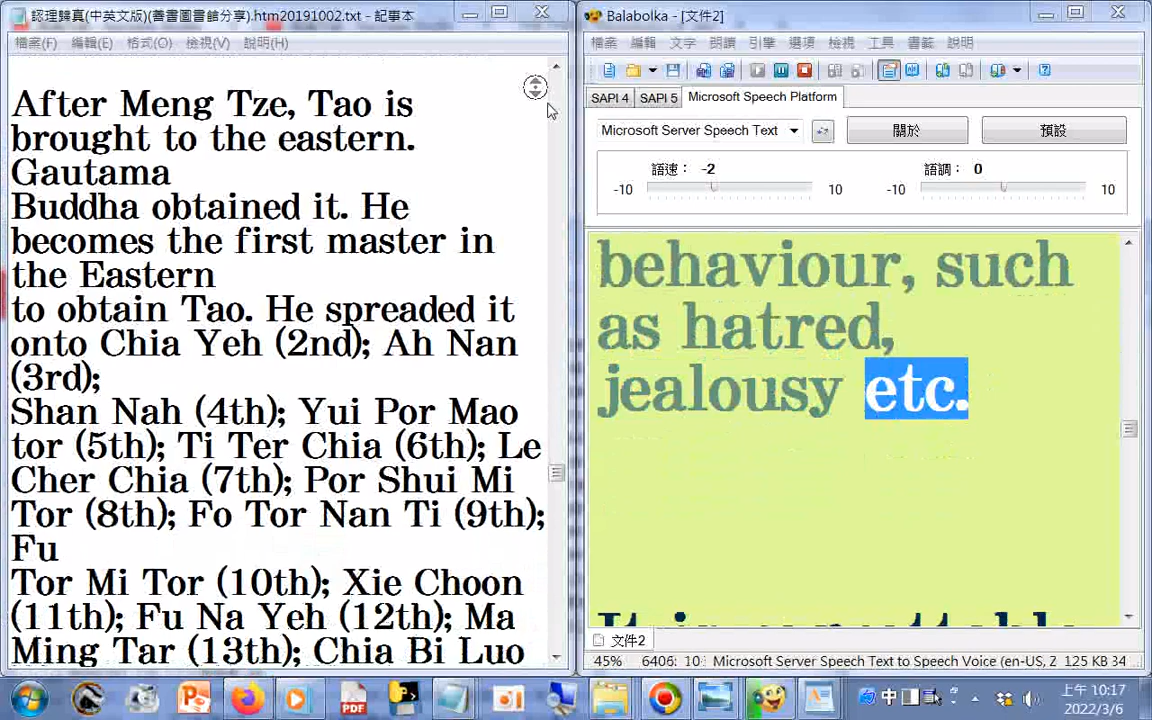 認理歸真(中英文版)(善書圖書館分享).htm20191002.txt - 記事本
檔案(F) 編輯(E) 格式(O) 檢視(V) 說明(H)
After Meng Tze, Tao is
brought to the eastern.
Gautama
Buddha obtained it. He
becomes the first master in
the Eastern
to obtain Tao. He spreaded it
onto Chia Yeh (2nd); Ah Nan
(3rd);
Shan Nah (4th); Yui Por Mao
tor (5th); Ti Ter Chia (6th); Le
Cher Chia (7th); Por Shui Mi
Tor (8th); Fo Tor Nan Ti (9th);
Fu
Tor Mi Tor (10th); Xie Choon
(11th); Fu Na Yeh (12th); Ma
Ming Tar (13th); Chia Bi Luo
Balabolka - [文件2]
檔案 編輯 文字 朗讀 引擎 選項 檢視 工具 書籤 說明
SAPI 4 SAPI 5 Microsoft Speech Platform
Microsoft Server Speech Text 關於 預設
語速： -2 語調： 0
-10 10 -10 10
behaviour, such
as hatred,
jealousy etc.
文件2
45% 6406: 10 Microsoft Server Speech Text to Speech Voice (en-US, 2 125 KB 34
中
上午 10:17
2022/3/6